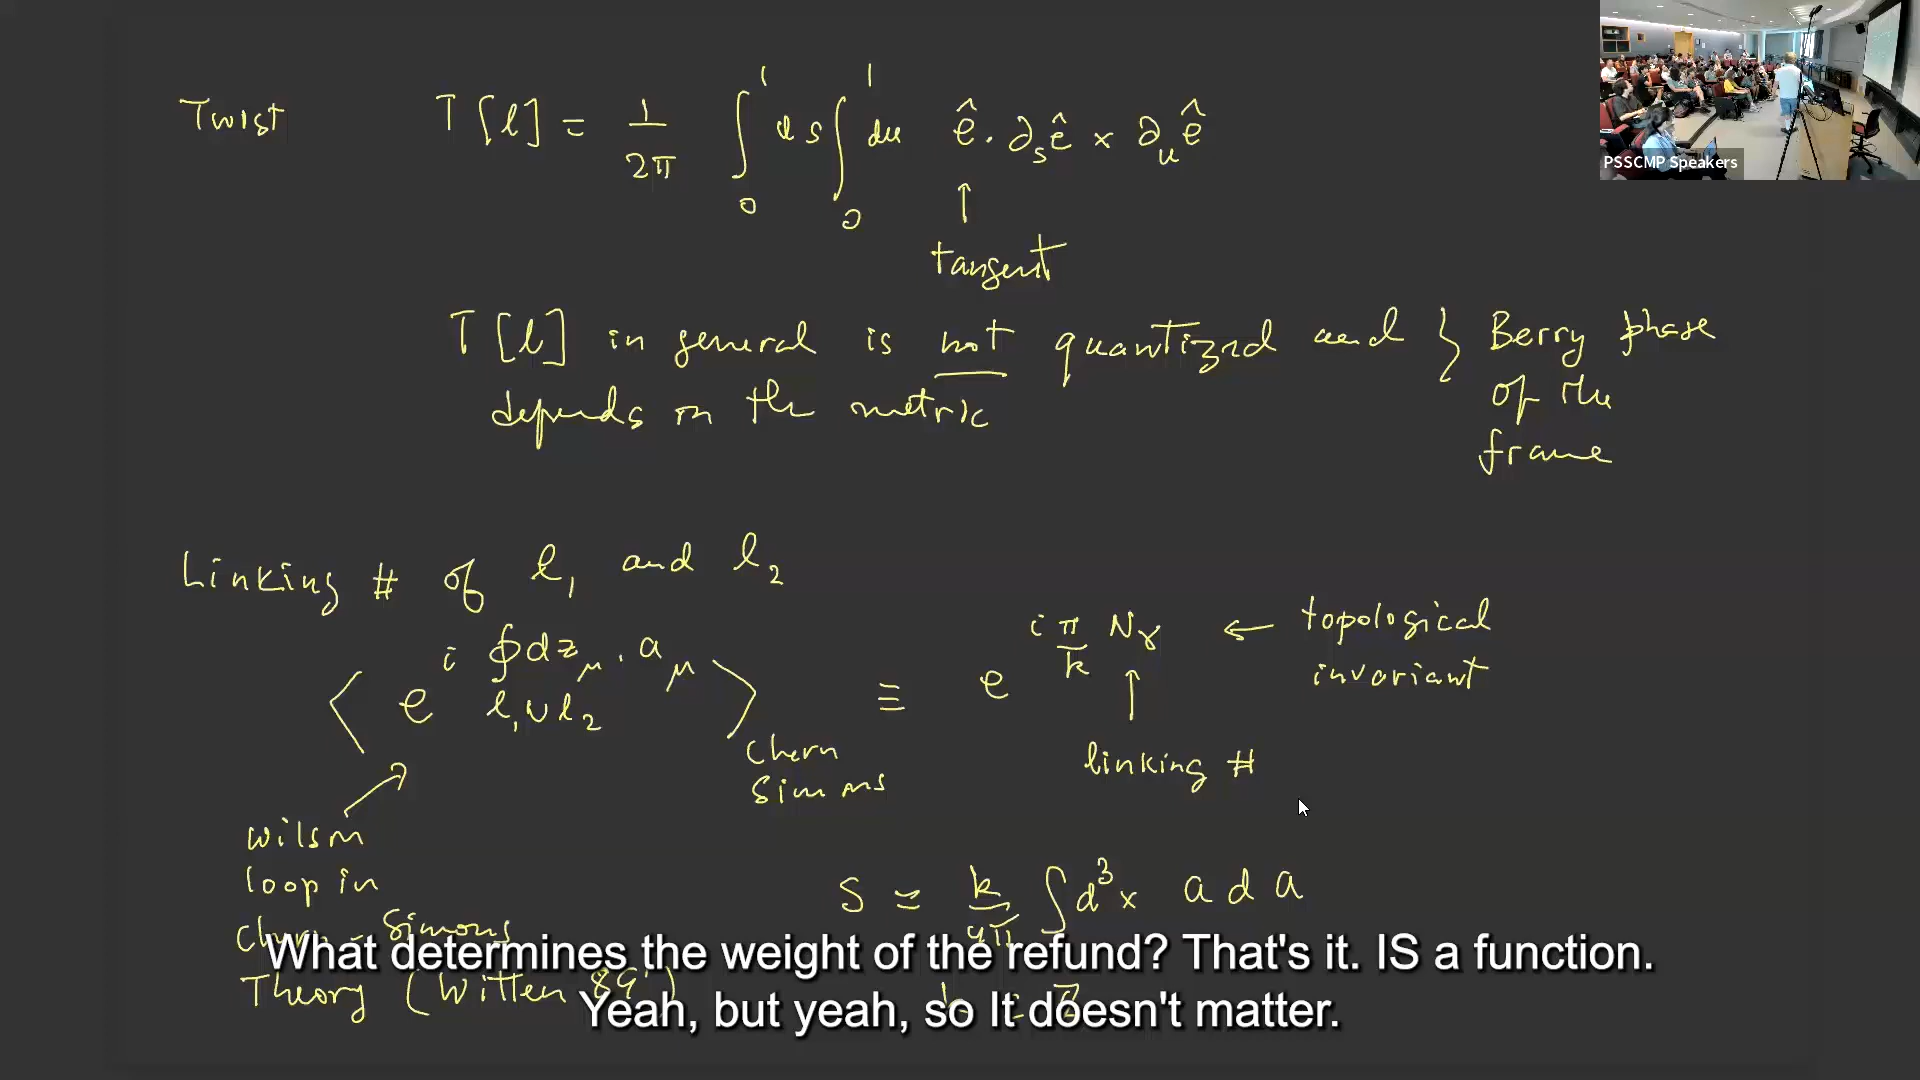 Twist T[l] = 1/2π ∫₀¹ ds ∫₀¹ du ê · ∂ₛê × ∂ᵤê
↑
tangent
T[l] in general is not quantized and } Berry phase
depends on the metric of the
frame
Linking # of l₁ and l₂
⟨ e^{i ∮_{l₁∪l₂} dz_μ · a_μ} ⟩ Chern Simons ≡ e^{i π/k N_γ} ← topological invariant
↑
linking #
Wilson
loop in
Chern-Simons
Theory (Witten 89')
S = k/4π ∫d³x a d a
PSSCMP Speakers
What determines the weight of the refund? That's it. IS a function.
Yeah, but yeah, so It doesn't matter.